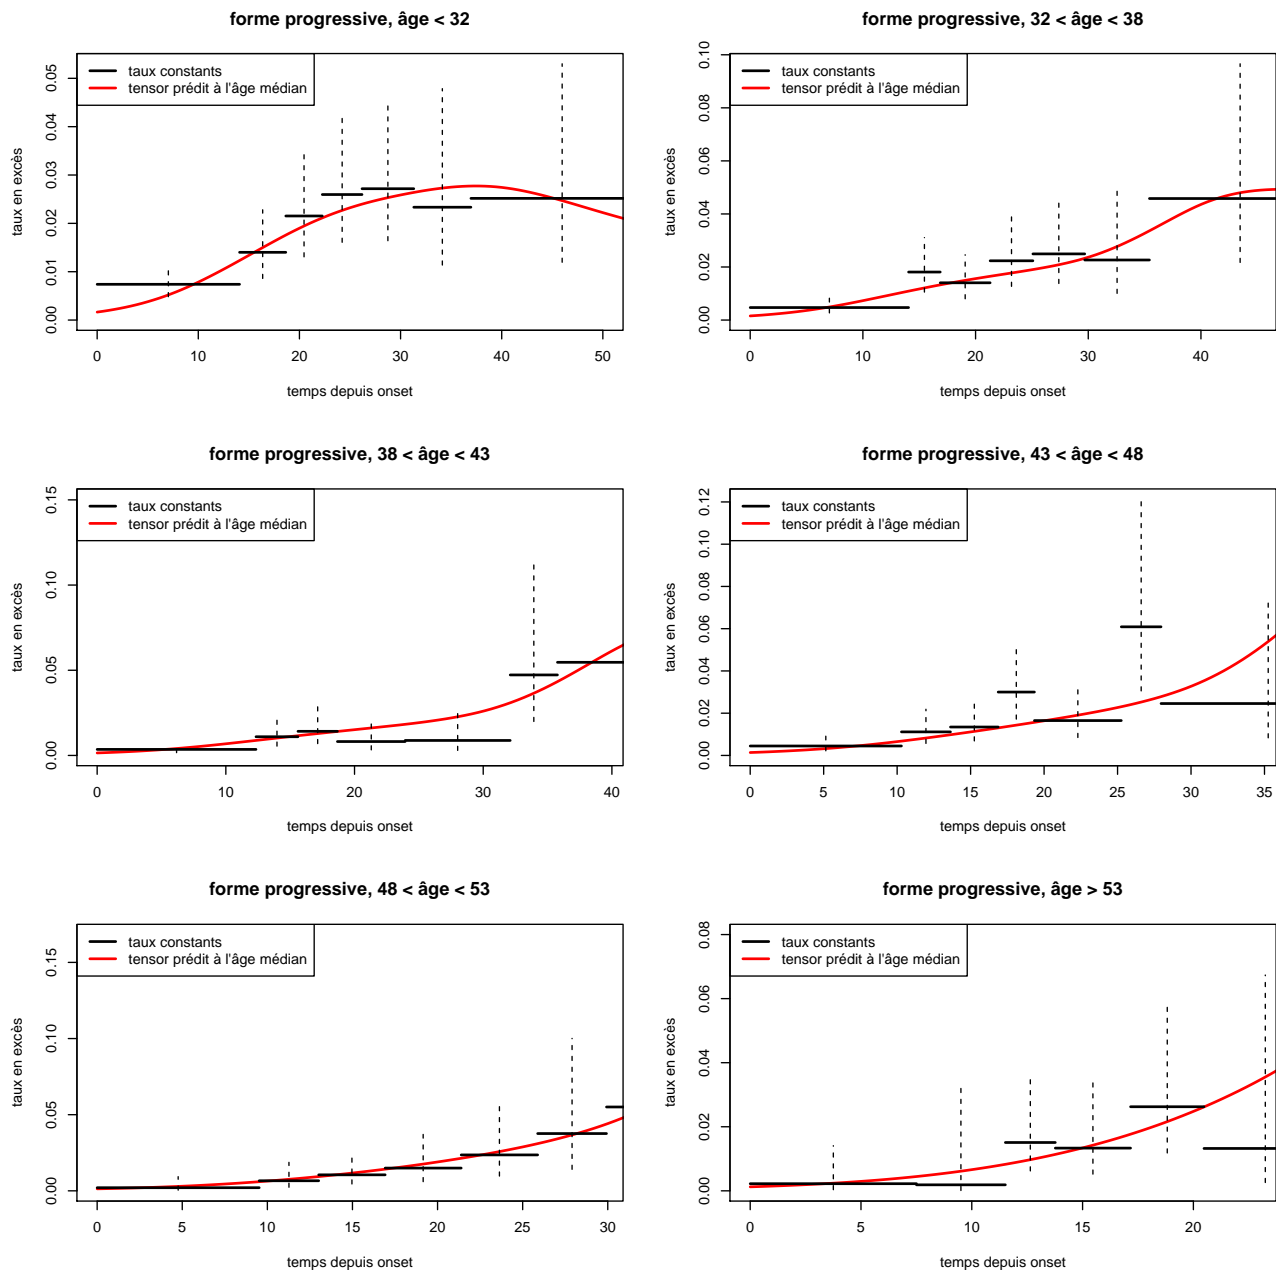 forme progressive, âge < 32
taux constants
tensor prédit à l'âge médian
taux en excès
0.00 0.01 0.02 0.03 0.04 0.05
0 10 20 30 40 50
temps depuis onset
forme progressive, 32 < âge < 38
taux constants
tensor prédit à l'âge médian
taux en excès
0.00 0.02 0.04 0.06 0.08 0.10
0 10 20 30 40
temps depuis onset
forme progressive, 38 < âge < 43
taux constants
tensor prédit à l'âge médian
taux en excès
0.00 0.05 0.10 0.15
0 10 20 30 40
temps depuis onset
forme progressive, 43 < âge < 48
taux constants
tensor prédit à l'âge médian
taux en excès
0.00 0.02 0.04 0.06 0.08 0.10 0.12
0 5 10 15 20 25 30 35
temps depuis onset
forme progressive, 48 < âge < 53
taux constants
tensor prédit à l'âge médian
taux en excès
0.00 0.05 0.10 0.15
0 5 10 15 20 25 30
temps depuis onset
forme progressive, âge > 53
taux constants
tensor prédit à l'âge médian
taux en excès
0.00 0.02 0.04 0.06 0.08
0 5 10 15 20
temps depuis onset